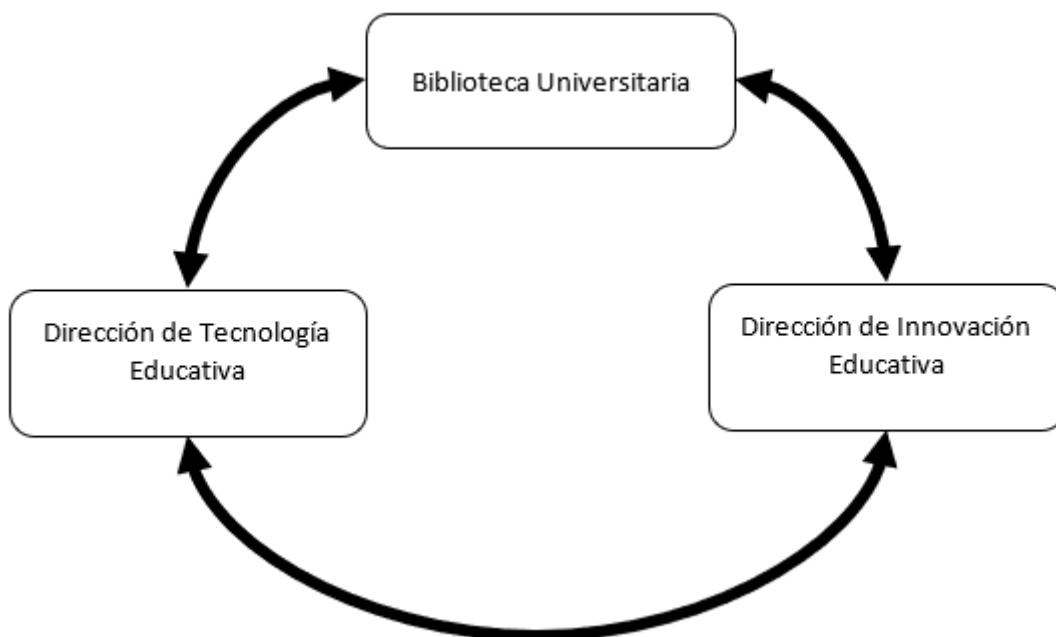 Biblioteca Universitaria
Dirección de Tecnología
Educativa
Dirección de Innovación
Educativa